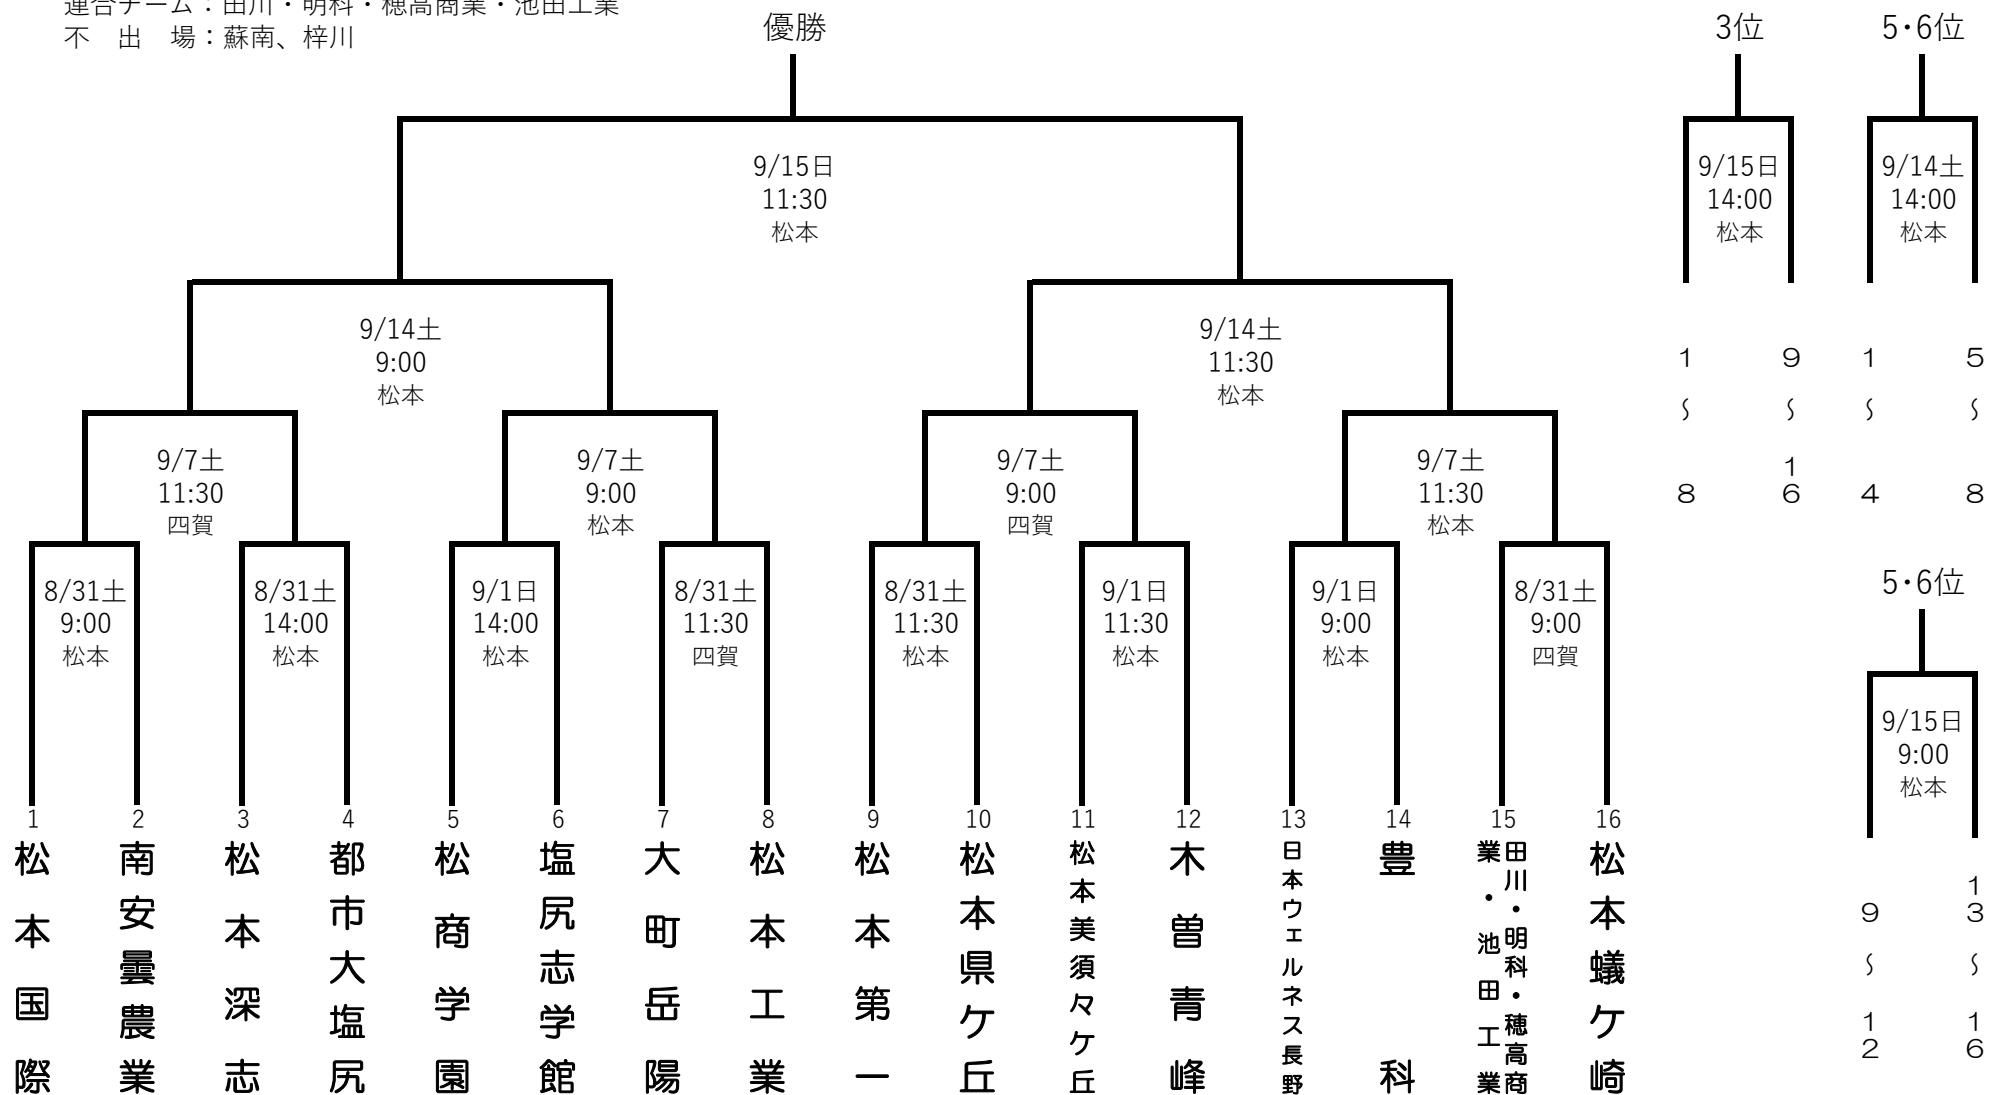 連合チーム：田川・明科・穂高商業・池田工業
不　出　場：蘇南、梓川
優勝
3位
5・6位
9/15日
11:30
松本
9/15日
14:00
松本
9/14土
14:00
松本
9/14土
9:00
松本
9/14土
11:30
松本
1～8
9～16
1～4
5～8
9/7土
11:30
四賀
9/7土
9:00
松本
9/7土
9:00
四賀
9/7土
11:30
松本
8/31土
9:00
松本
8/31土
14:00
松本
9/1日
14:00
松本
8/31土
11:30
四賀
8/31土
11:30
松本
9/1日
11:30
松本
9/1日
9:00
松本
8/31土
9:00
四賀
5・6位
9/15日
9:00
松本
9～12
13～16
1
松本国際
2
南安曇農業
3
松本深志
4
都市大塩尻
5
松商学園
6
塩尻志学館
7
大町岳陽
8
松本工業
9
松本第一
10
松本県ケ丘
11
松本美須々ケ丘
12
木曽青峰
13
日本ウェルネス長野
14
豊科
15
田川・明科・穂高商
業・池田工業
16
松本蟻ケ崎